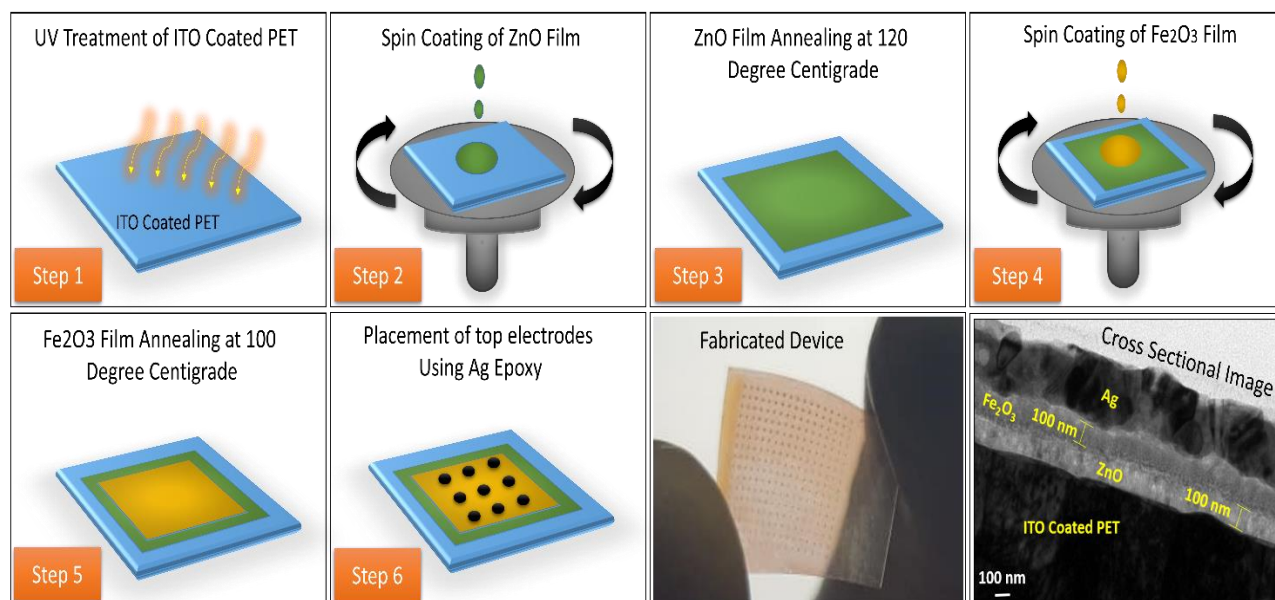 UV Treatment of ITO Coated PET
ITO Coated PET
Step 1
Spin Coating of ZnO Film
Step 2
ZnO Film Annealing at 120
Degree Centigrade
Step 3
Spin Coating of Fe₂O₃ Film
Step 4
Fe2O3 Film Annealing at 100
Degree Centigrade
Step 5
Placement of top electrodes
Using Ag Epoxy
Step 6
Fabricated Device
Cross Sectional Image
Ag
Fe₂O₃
100 nm
ZnO
100 nm
ITO Coated PET
100 nm